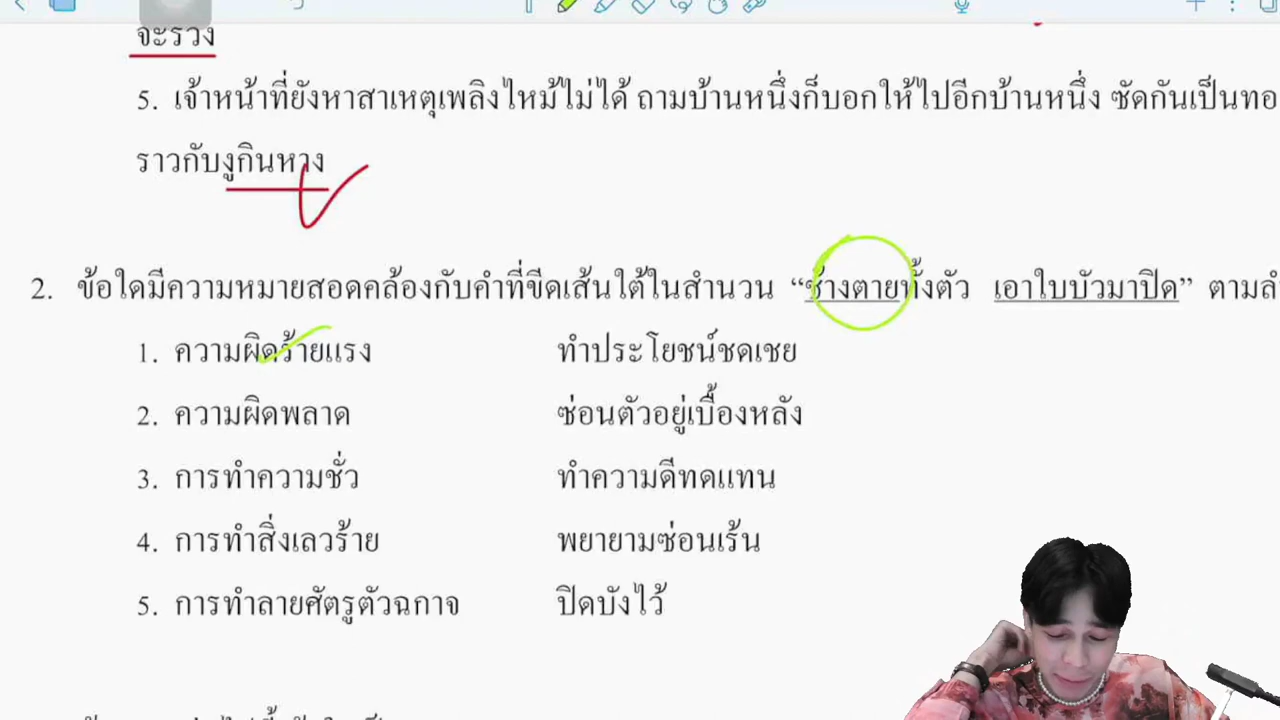 จะรวง
5. เจ้าหน้าที่ยังหาสาเหตุเพลิงไหม้ไม่ได้ ถามบ้านหนึ่งก็บอกให้ไปอีกบ้านหนึ่ง ซัดกันเป็นทอ
ราวกับงูกินหาง
2. ข้อใดมีความหมายสอดคล้องกับคำที่ขีดเส้นใต้ในสำนวน “ช้างตายทั้งตัว เอาใบบัวมาปิด” ตามลำ
1. ความผิดร้ายแรง ทำประโยชน์ชดเชย
2. ความผิดพลาด ซ่อนตัวอยู่เบื้องหลัง
3. การทำความชั่ว ทำความดีทดแทน
4. การทำสิ่งเลวร้าย พยายามซ่อนเร้น
5. การทำลายศัตรูตัวฉกาจ ปิดบังไว้